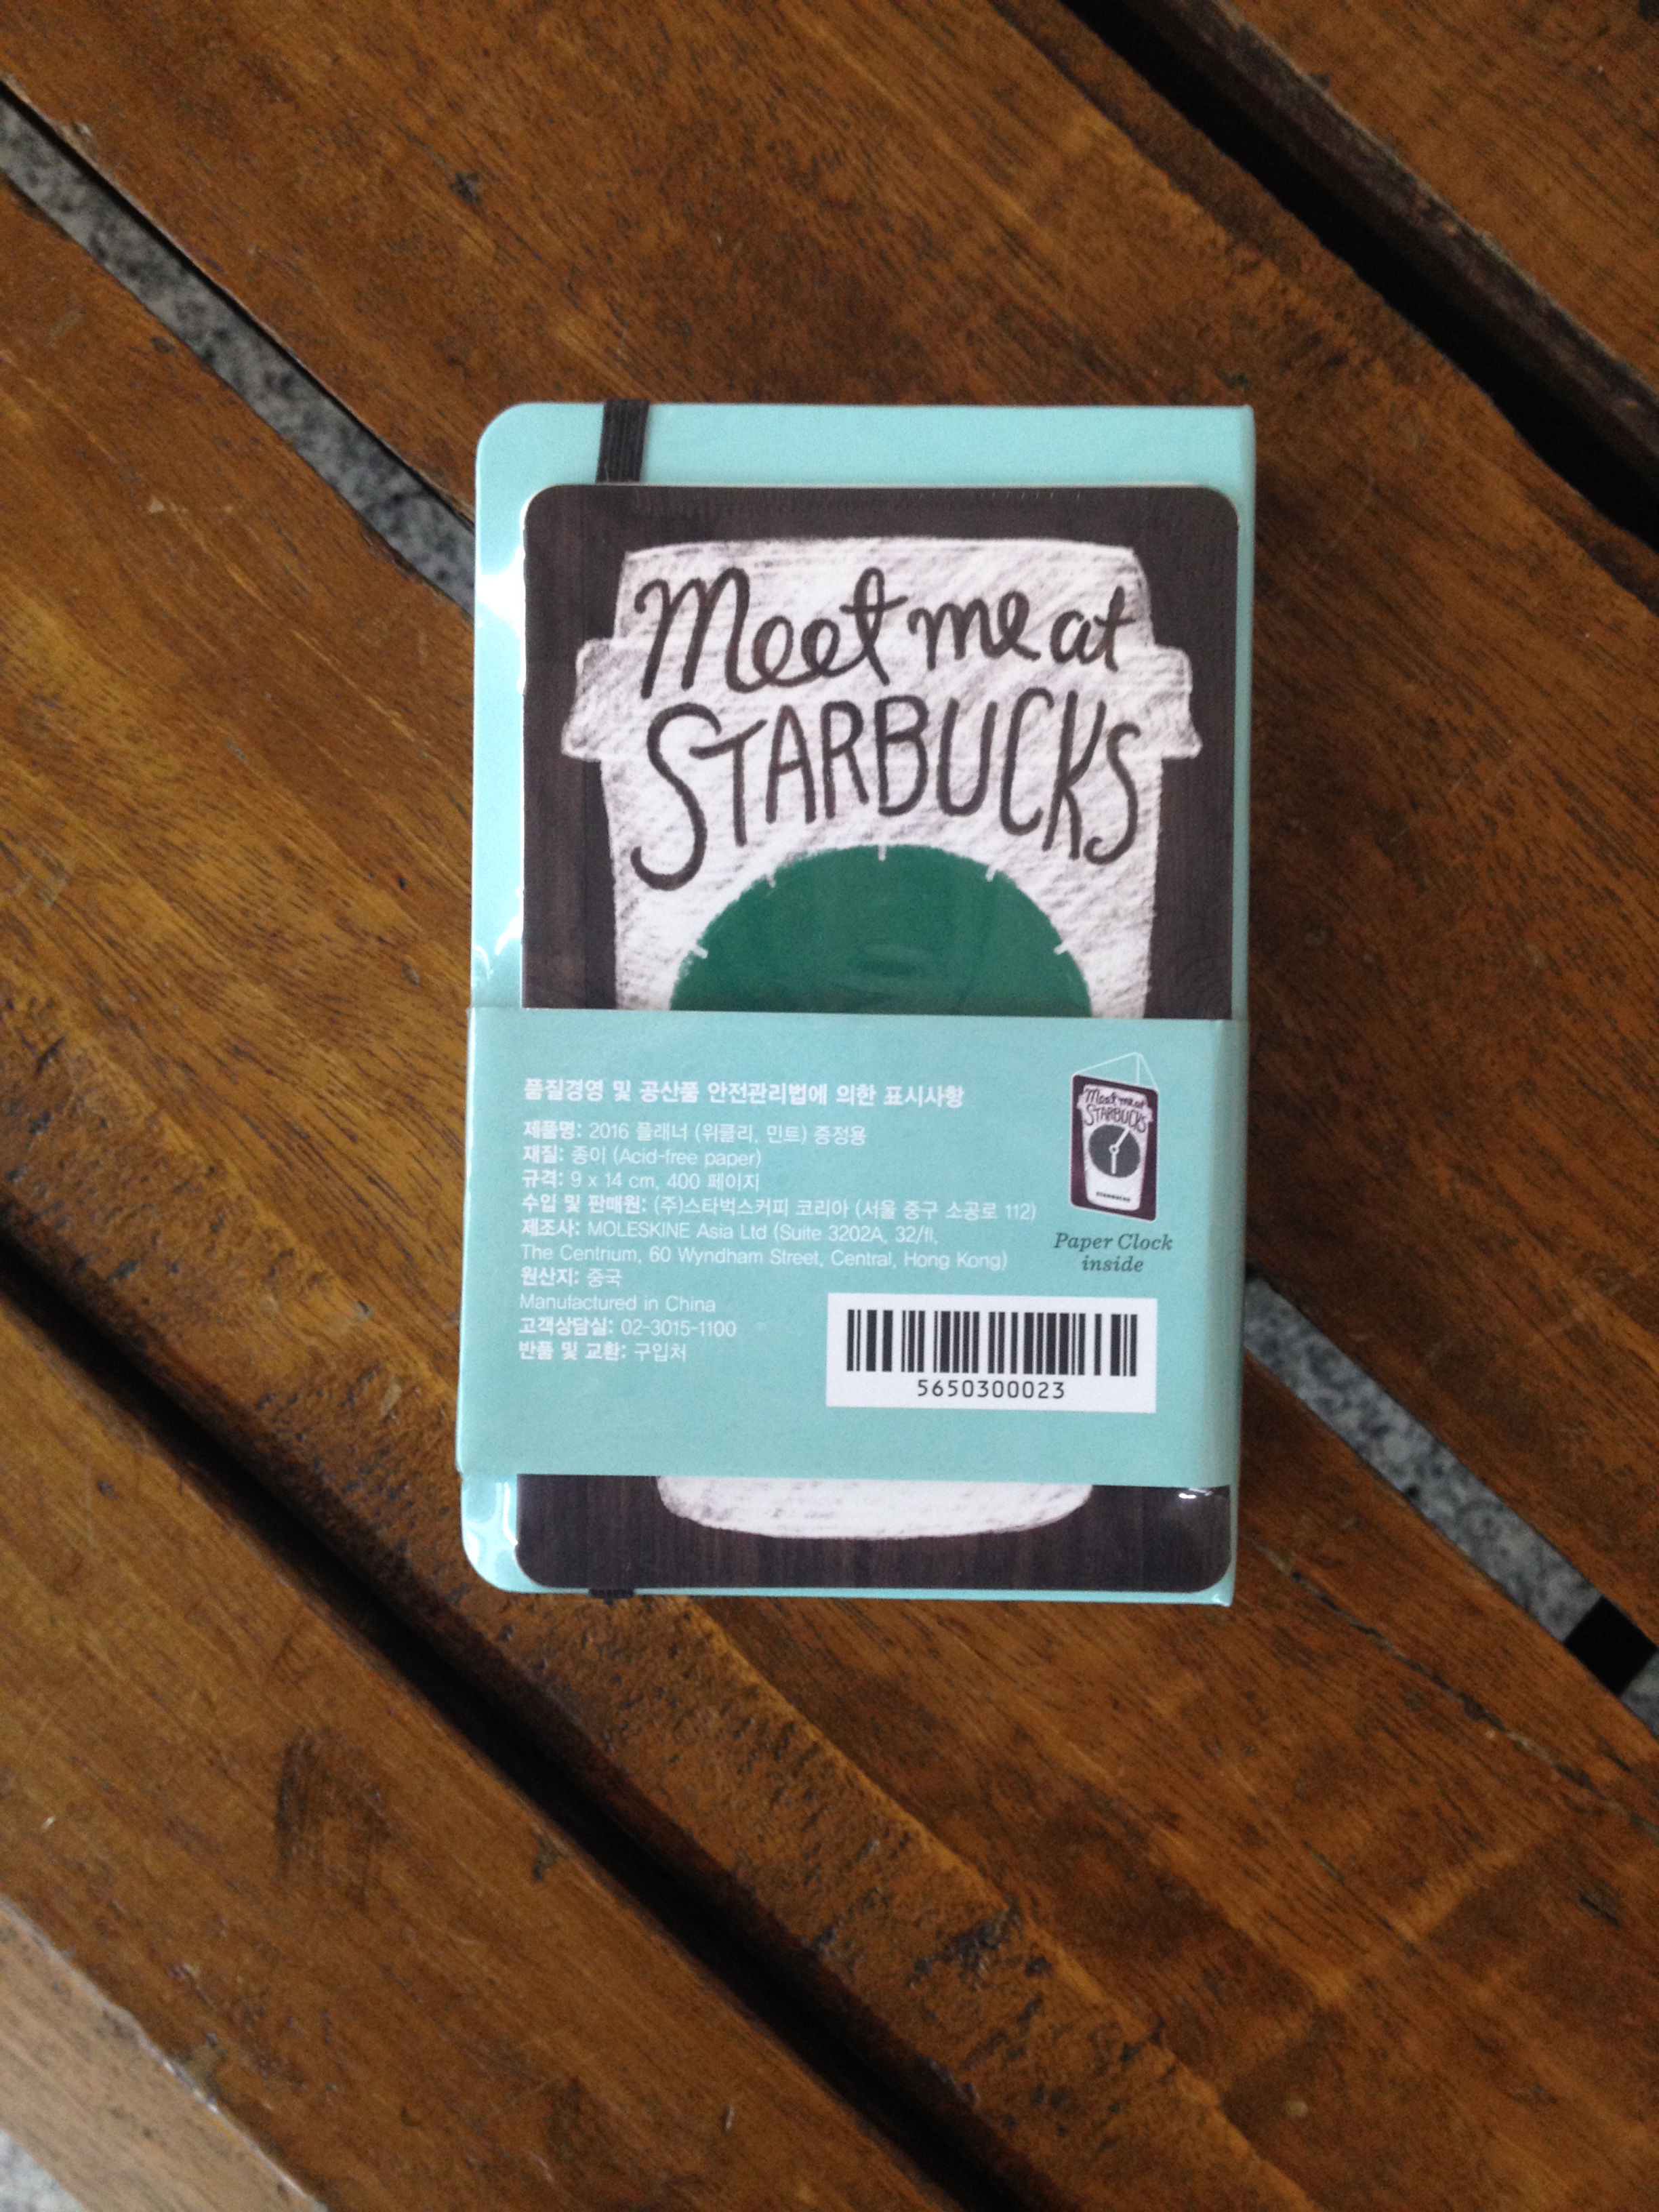 Meet me at
STARBUCKS
품질경영 및 공산품 안전관리법에 의한 표시사항
제품명: 2016 플래너 (위클리, 민트) 증정용
재질: 종이 (Acid-free paper)
규격: 9 x 14 cm, 400 페이지
수입 및 판매원: (주)스타벅스커피 코리아 (서울 중구 소공로 112)
제조사: MOLESKINE Asia Ltd (Suite 3202A, 32/fl,
The Centrium, 60 Wyndham Street, Central, Hong Kong)
원산지: 중국
Manufactured in China
고객상담실: 02-3015-1100
반품 및 교환: 구입처
Meet me at
STARBUCKS
STARBUCKS
Paper Clock
inside
5650300023